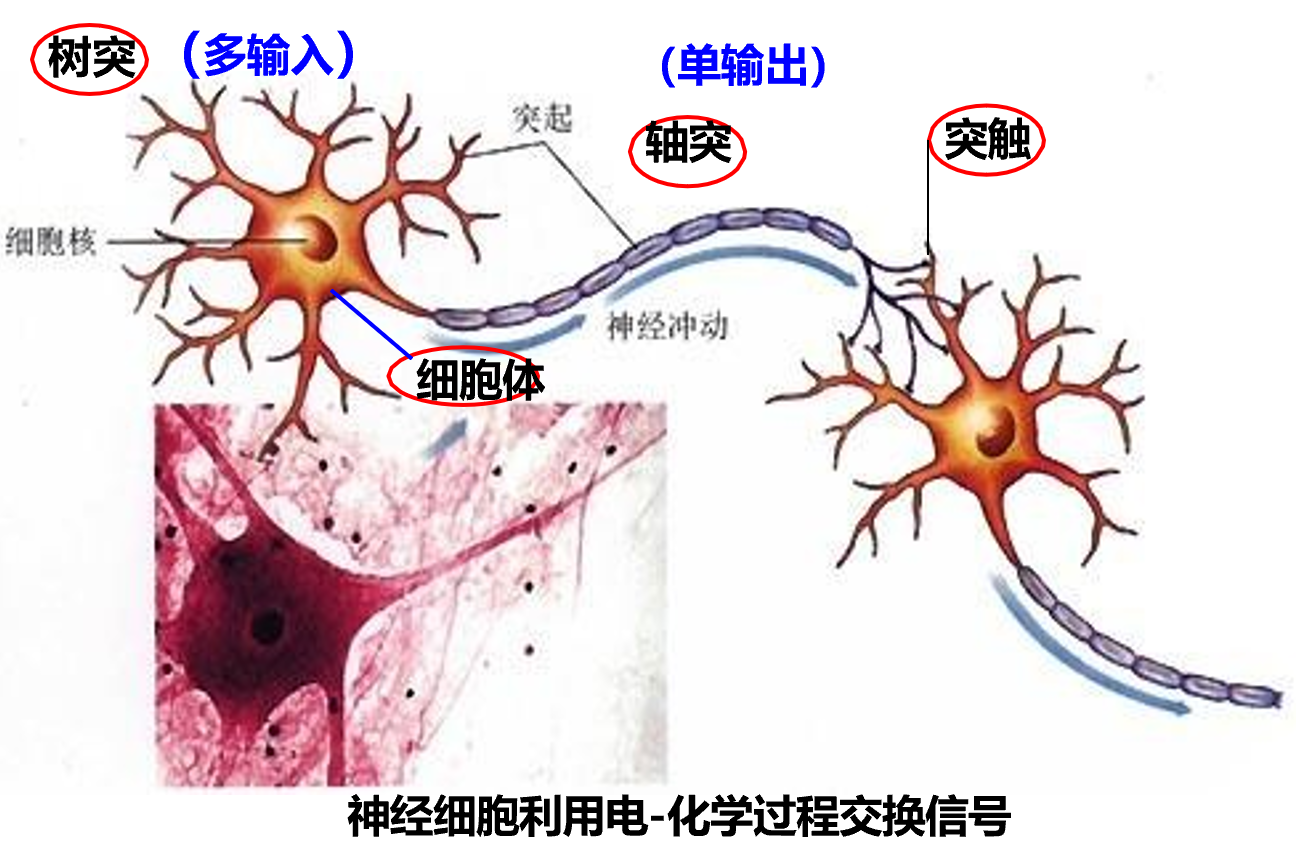 树突 （多输入）
（单输出）
突起
轴突
突触
细胞核
神经冲动
细胞体
神经细胞利用电-化学过程交换信号